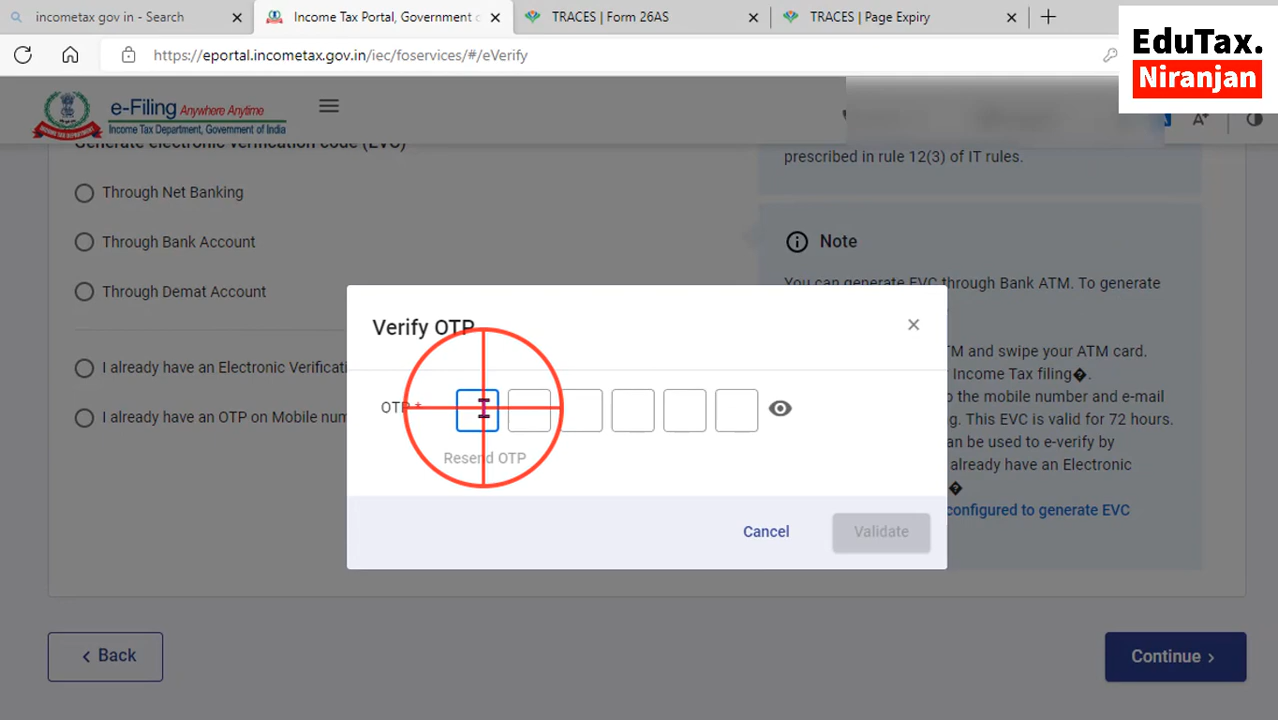 incometax gov in - Search
Income Tax Portal, Government
TRACES | Form 26AS
TRACES | Page Expiry
https://eportal.incometax.gov.in/iec/foservices/#/eVerify
EduTax.
Niranjan
e-Filing Anywhere Anytime
Income Tax Department, Government of India
A+
Generate electronic verification code (EVC)
prescribed in rule 12(3) of IT rules.
Through Net Banking
Through Bank Account
Through Demat Account
I already have an Electronic Verificati
I already have an OTP on Mobile num
Note
You can generate EVC through Bank ATM. To generate
TM and swipe your ATM card.
Income Tax filing�.
o the mobile number and e-mail
g. This EVC is valid for 72 hours.
an be used to e-verify by
already have an Electronic
�
configured to generate EVC
Verify OTP
OTP *
Resend OTP
Cancel
Validate
Back
Continue